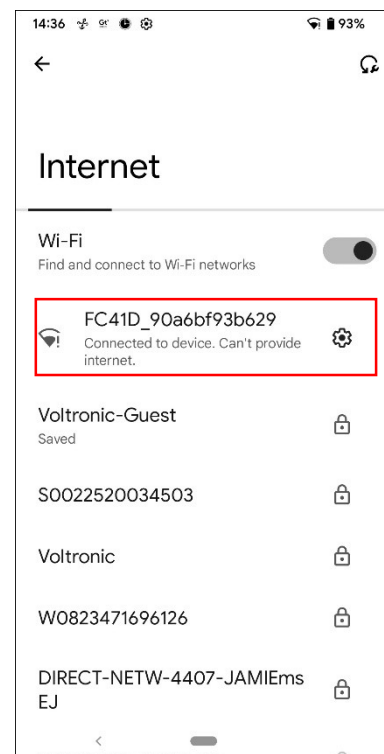 14:36 93%
Internet
Wi-Fi
Find and connect to Wi-Fi networks
FC41D_90a6bf93b629
Connected to device. Can't provide
internet.
Voltronic-Guest
Saved
S0022520034503
Voltronic
W0823471696126
DIRECT-NETW-4407-JAMIEms
EJ